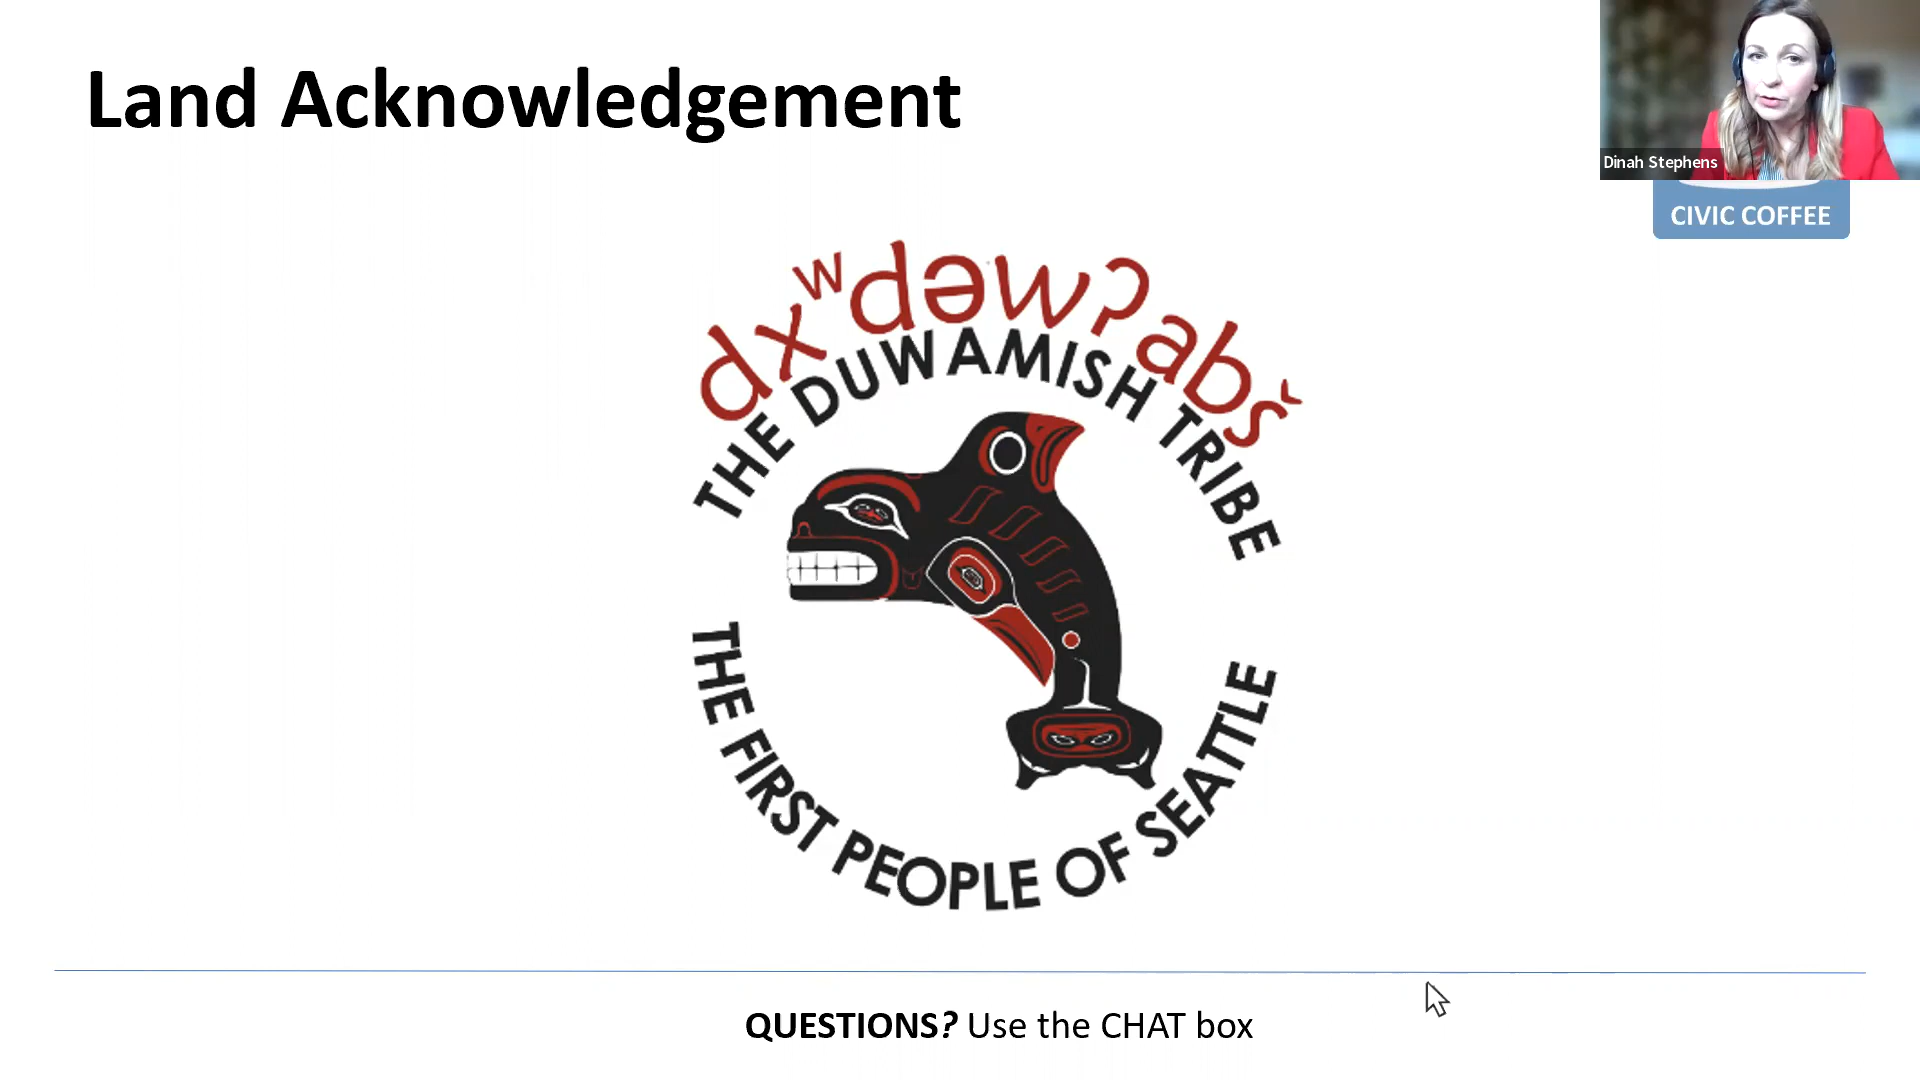 Land Acknowledgement
Dinah Stephens
CIVIC COFFEE
dxʷdəwʔabš
THE DUWAMISH TRIBE
THE FIRST PEOPLE OF SEATTLE
QUESTIONS? Use the CHAT box